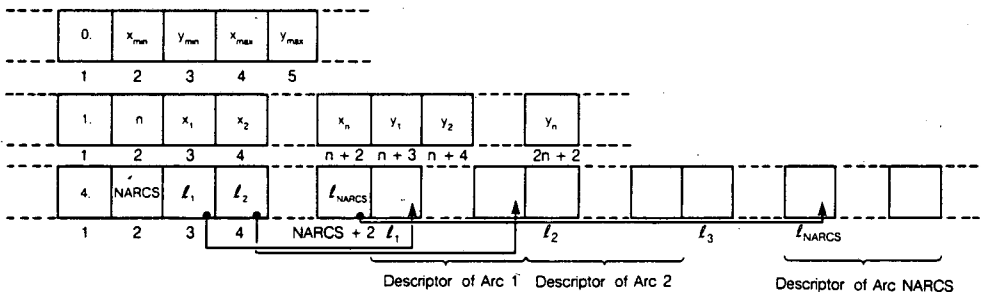 0. x_min y_min x_max y_max
1 2 3 4 5
1. n x_1 x_2 x_n y_1 y_2 y_n
1 2 3 4 n + 2 n + 3 n + 4 2n + 2
4. NARCS ℓ_1 ℓ_2 ℓ_NARCS
1 2 3 4 NARCS + 2 ℓ_1 ℓ_2 ℓ_3 ℓ_NARCS
Descriptor of Arc 1 Descriptor of Arc 2 Descriptor of Arc NARCS